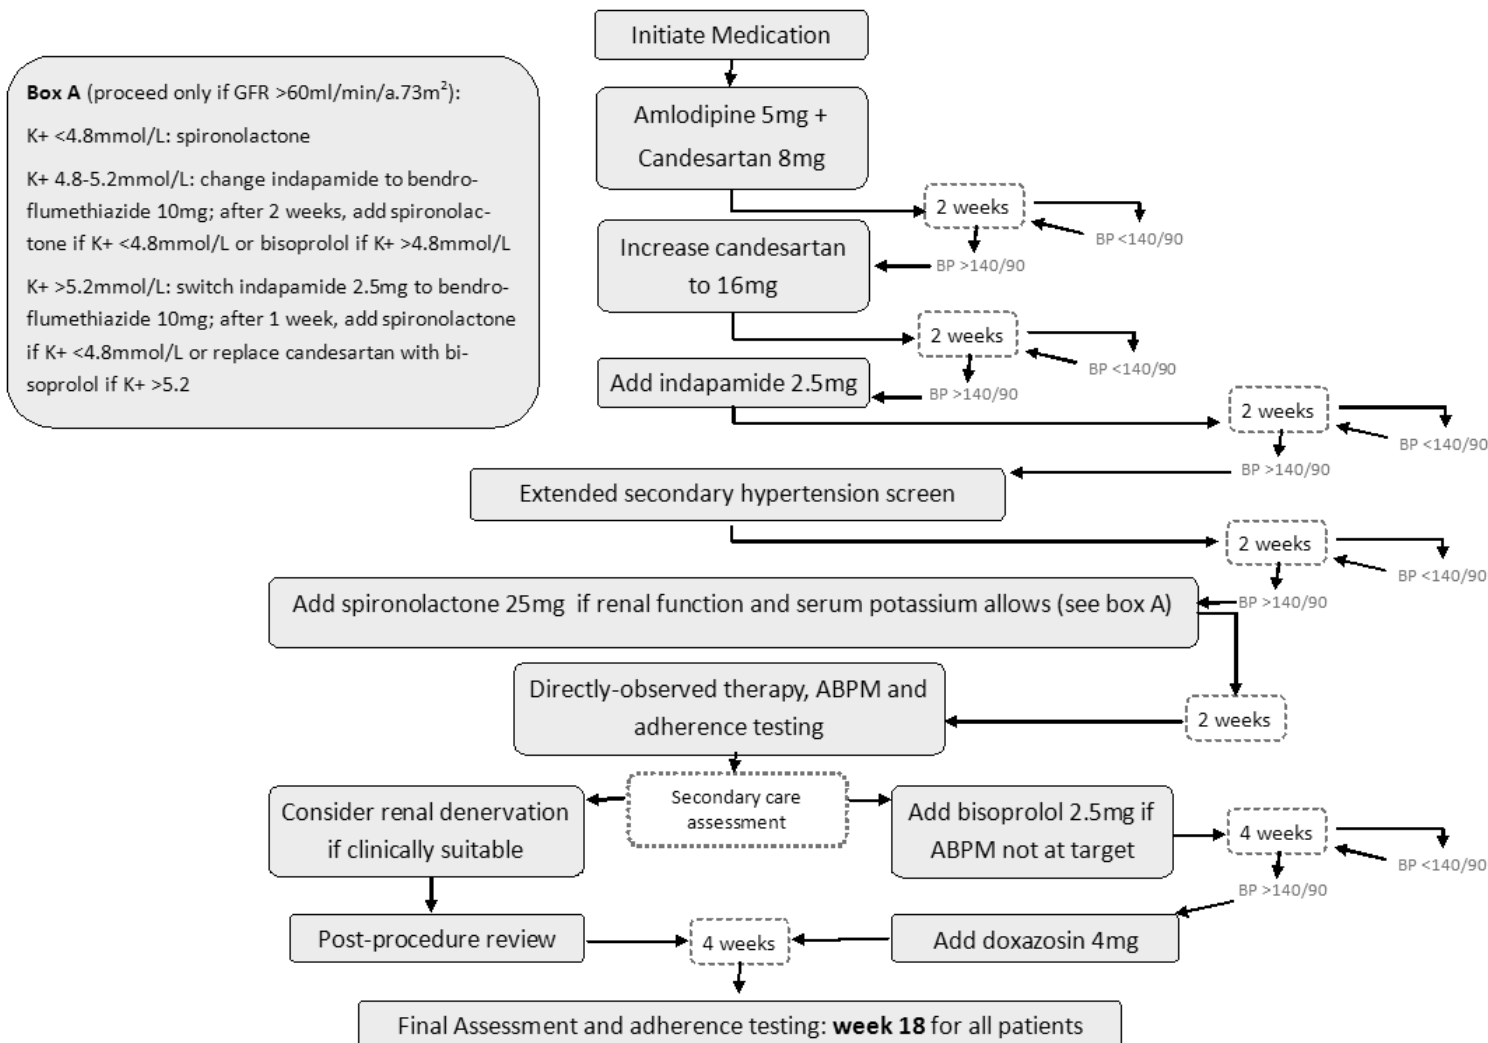 Initiate Medication
Box A (proceed only if GFR >60ml/min/a.73m²):
K+ <4.8mmol/L: spironolactone
K+ 4.8-5.2mmol/L: change indapamide to bendro-
flumethiazide 10mg; after 2 weeks, add spironolac-
tone if K+ <4.8mmol/L or bisoprolol if K+ >4.8mmol/L
K+ >5.2mmol/L: switch indapamide 2.5mg to bendro-
flumethiazide 10mg; after 1 week, add spironolactone
if K+ <4.8mmol/L or replace candesartan with bi-
soprolol if K+ >5.2
Amlodipine 5mg +
Candesartan 8mg
2 weeks
BP <140/90
BP >140/90
Increase candesartan
to 16mg
2 weeks
BP <140/90
BP >140/90
Add indapamide 2.5mg
2 weeks
BP <140/90
BP >140/90
Extended secondary hypertension screen
2 weeks
BP <140/90
BP >140/90
Add spironolactone 25mg if renal function and serum potassium allows (see box A)
2 weeks
Directly-observed therapy, ABPM and
adherence testing
Secondary care
assessment
Consider renal denervation
if clinically suitable
Add bisoprolol 2.5mg if
ABPM not at target
4 weeks
BP <140/90
BP >140/90
Post-procedure review
4 weeks
Add doxazosin 4mg
Final Assessment and adherence testing: week 18 for all patients